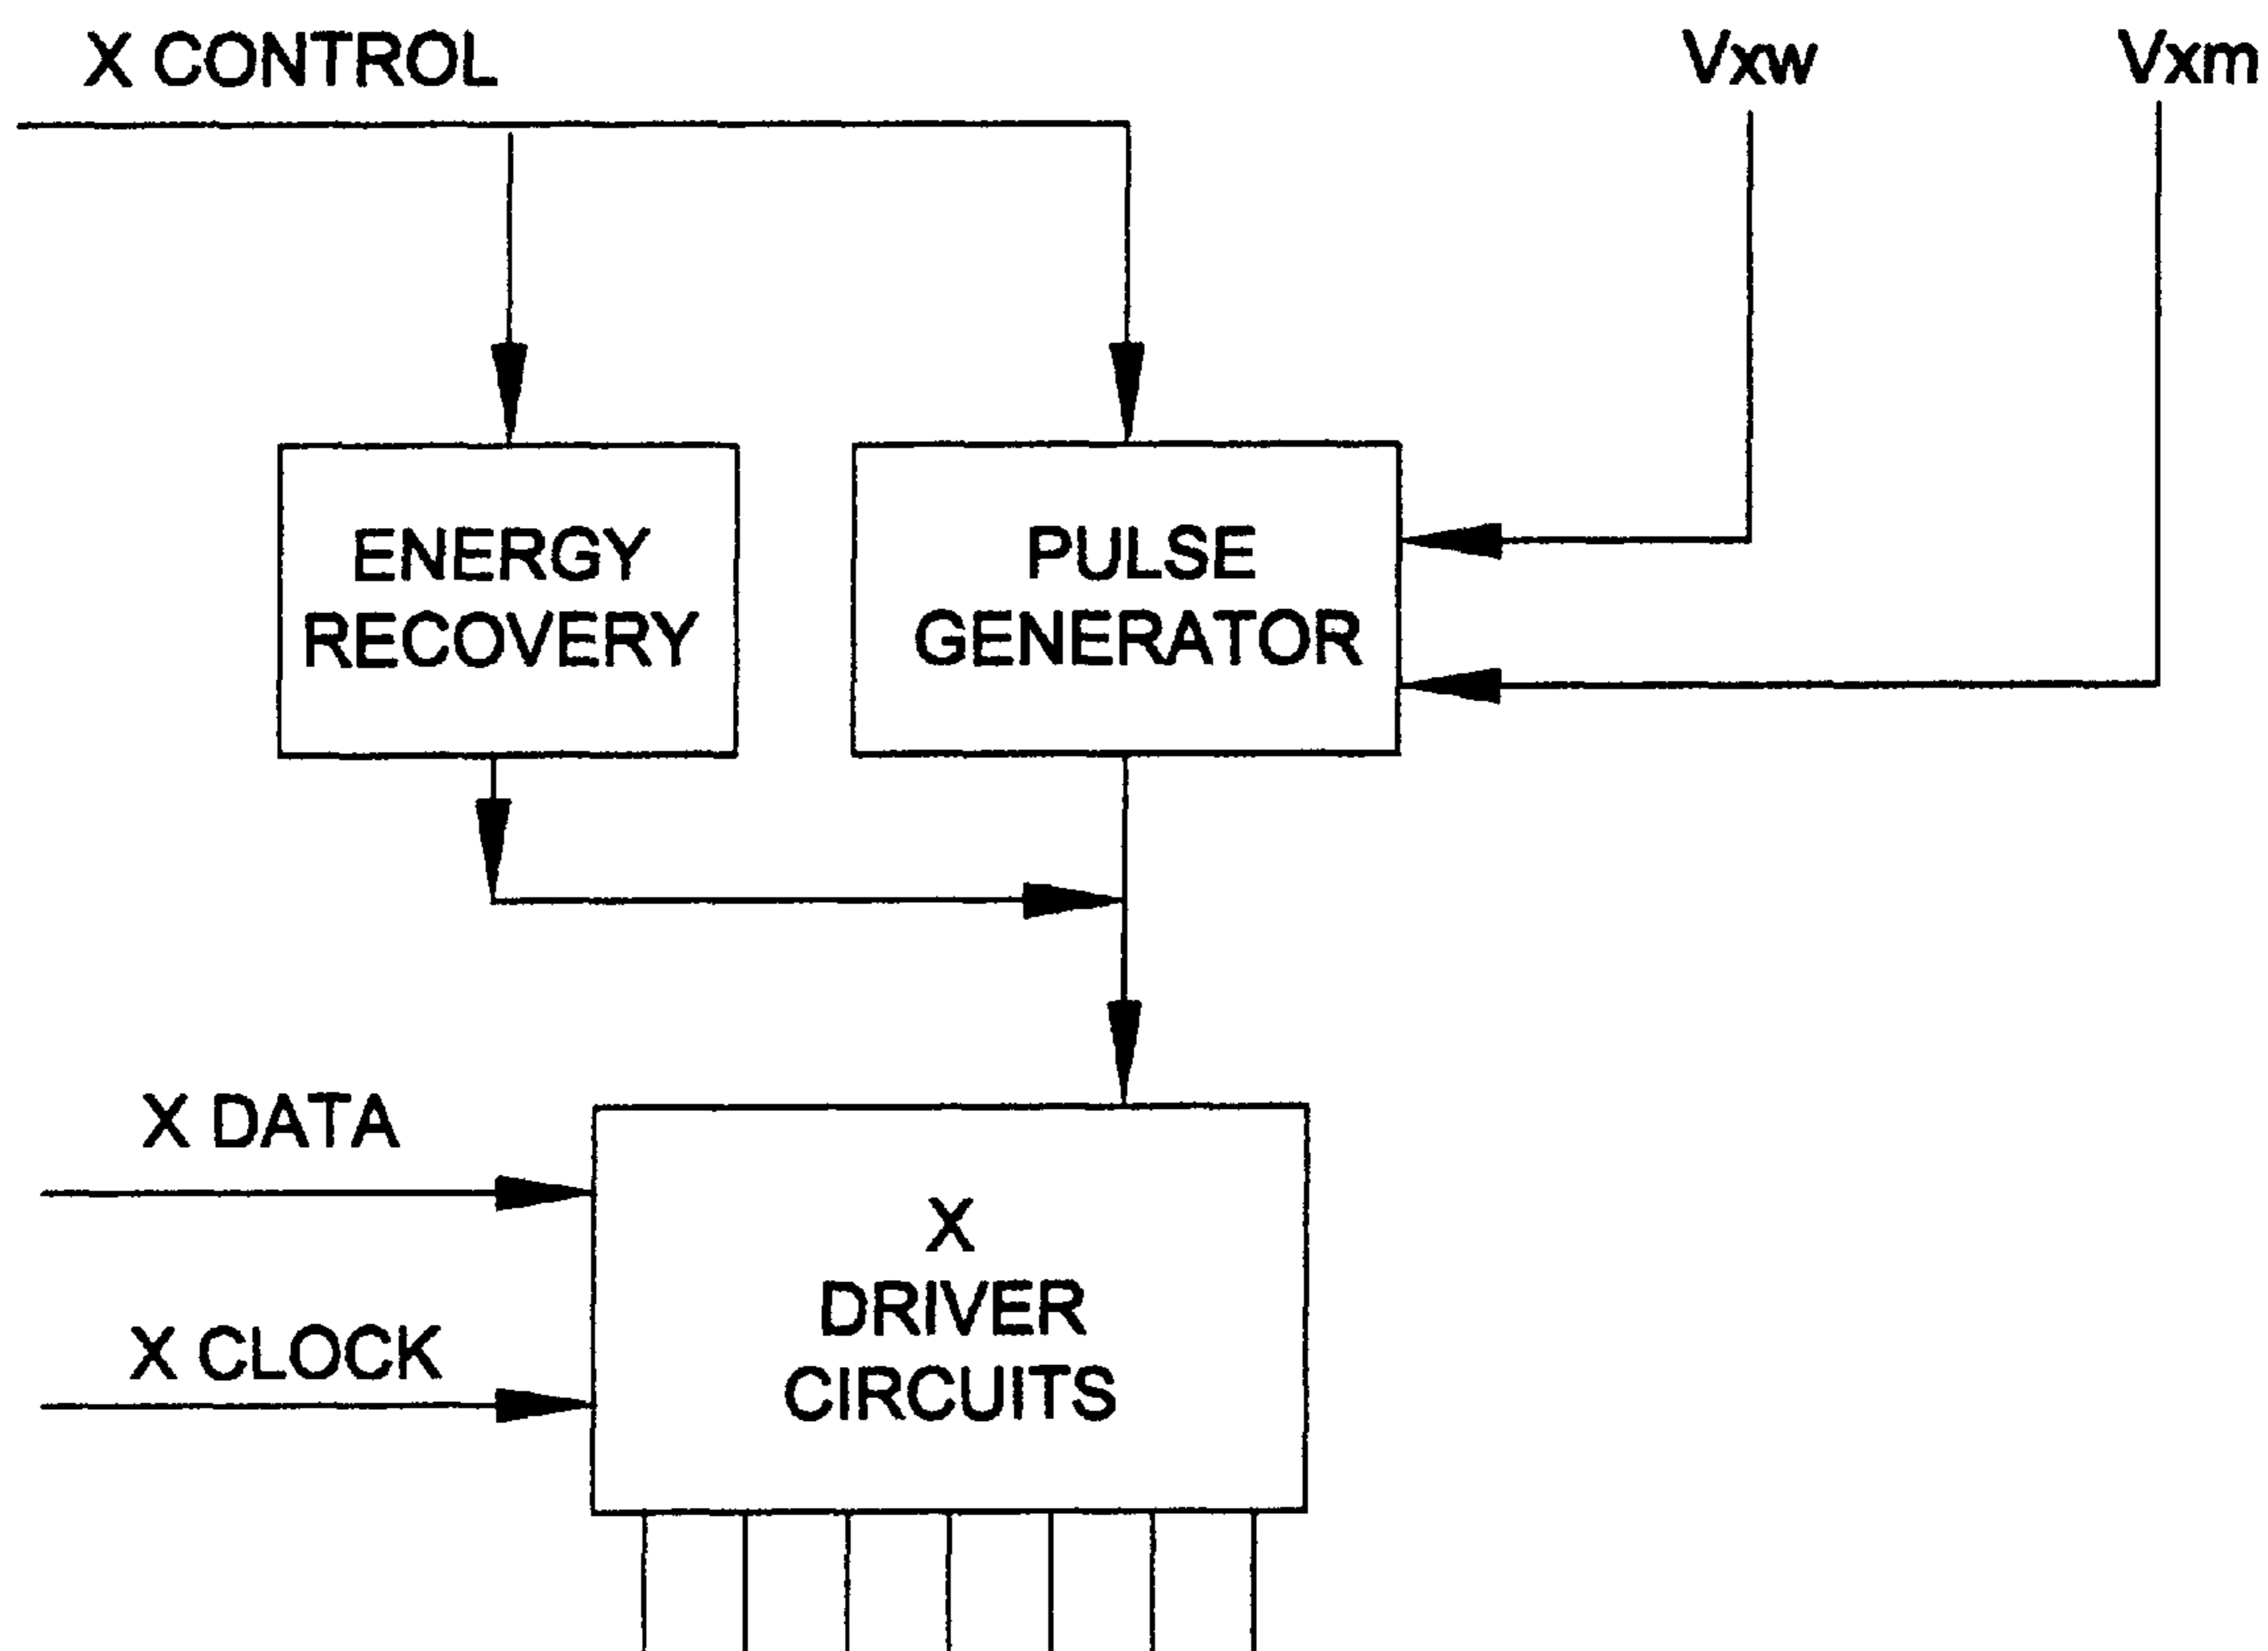 X CONTROL
Vxw
Vxm
ENERGY
RECOVERY
PULSE
GENERATOR
X DATA
X CLOCK
X
DRIVER
CIRCUITS